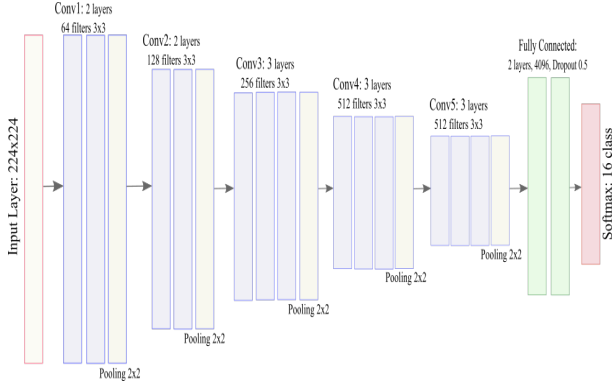 Input Layer: 224x224
Conv1: 2 layers
64 filters 3x3
Pooling 2x2
Conv2: 2 layers
128 filters 3x3
Pooling 2x2
Conv3: 3 layers
256 filters 3x3
Pooling 2x2
Conv4: 3 layers
512 filters 3x3
Pooling 2x2
Conv5: 3 layers
512 filters 3x3
Pooling 2x2
Fully Connected:
2 layers, 4096, Dropout 0.5
Softmax: 16 class